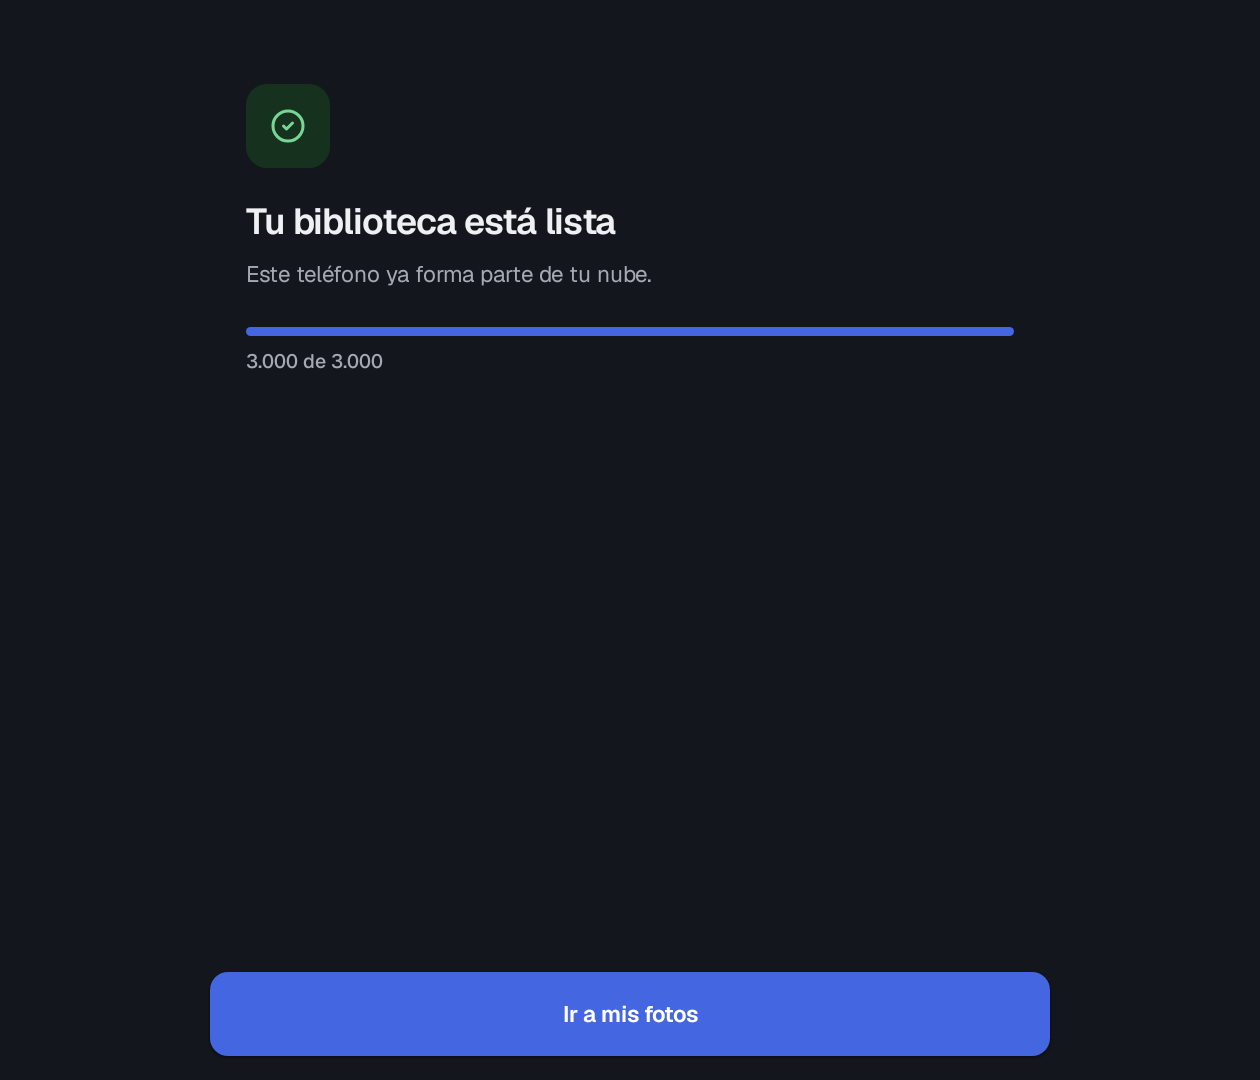 Tu biblioteca está lista
Este teléfono ya forma parte de tu nube.
3.000 de 3.000
Ir a mis fotos